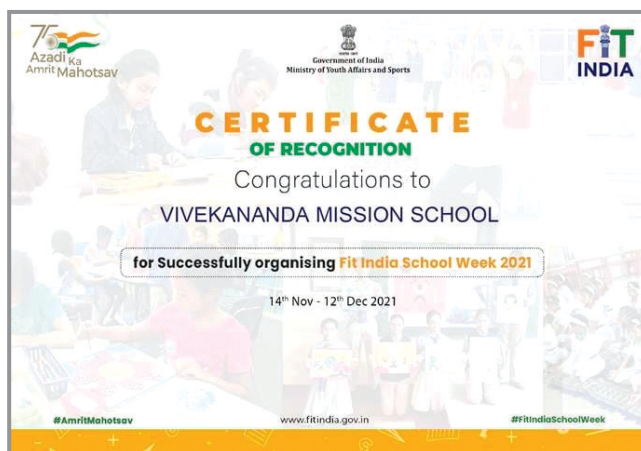 75
Azadi Ka
Amrit Mahotsav
Government of India
Ministry of Youth Affairs and Sports
FIT
INDIA
CERTIFICATE
OF RECOGNITION
Congratulations to
VIVEKANANDA MISSION SCHOOL
for Successfully organising Fit India School Week 2021
14th Nov - 12th Dec 2021
#AmritMahotsav
www.fitindia.gov.in
#FitIndiaSchoolWeek